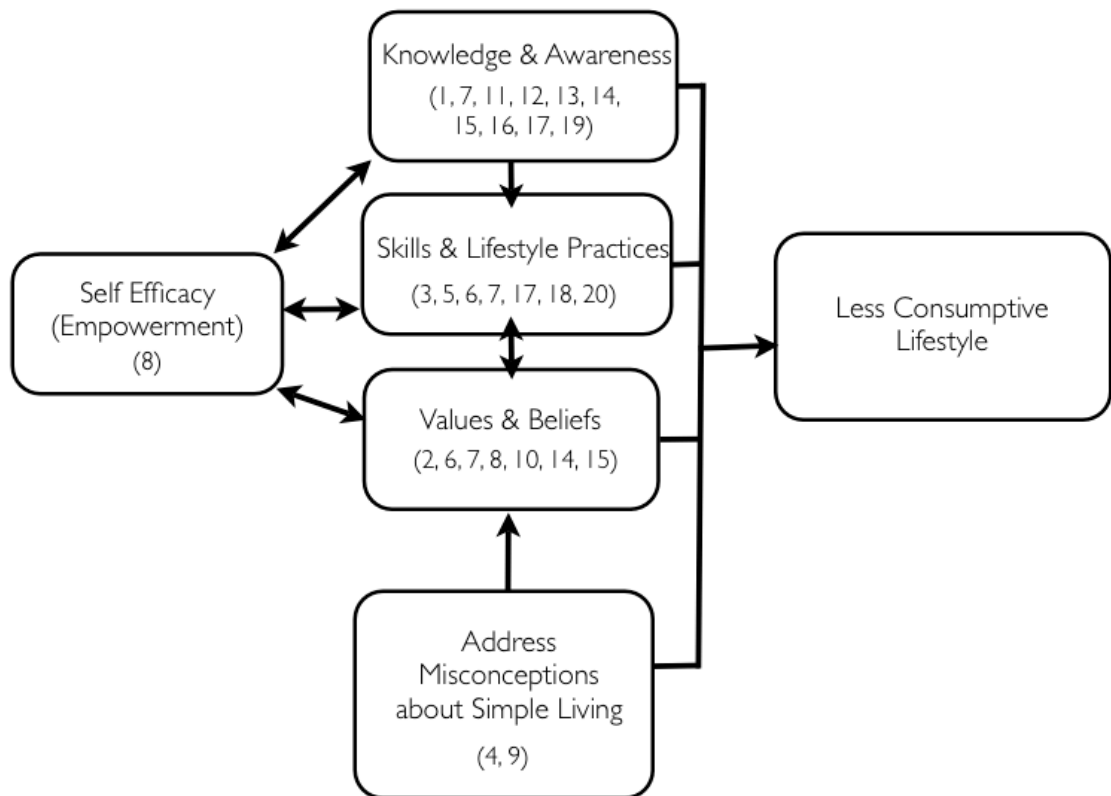 Knowledge & Awareness
(1, 7, 11, 12, 13, 14,
15, 16, 17, 19)
Skills & Lifestyle Practices
(3, 5, 6, 7, 17, 18, 20)
Self Efficacy
(Empowerment)
(8)
Values & Beliefs
(2, 6, 7, 8, 10, 14, 15)
Address
Misconceptions
about Simple Living
(4, 9)
Less Consumptive
Lifestyle